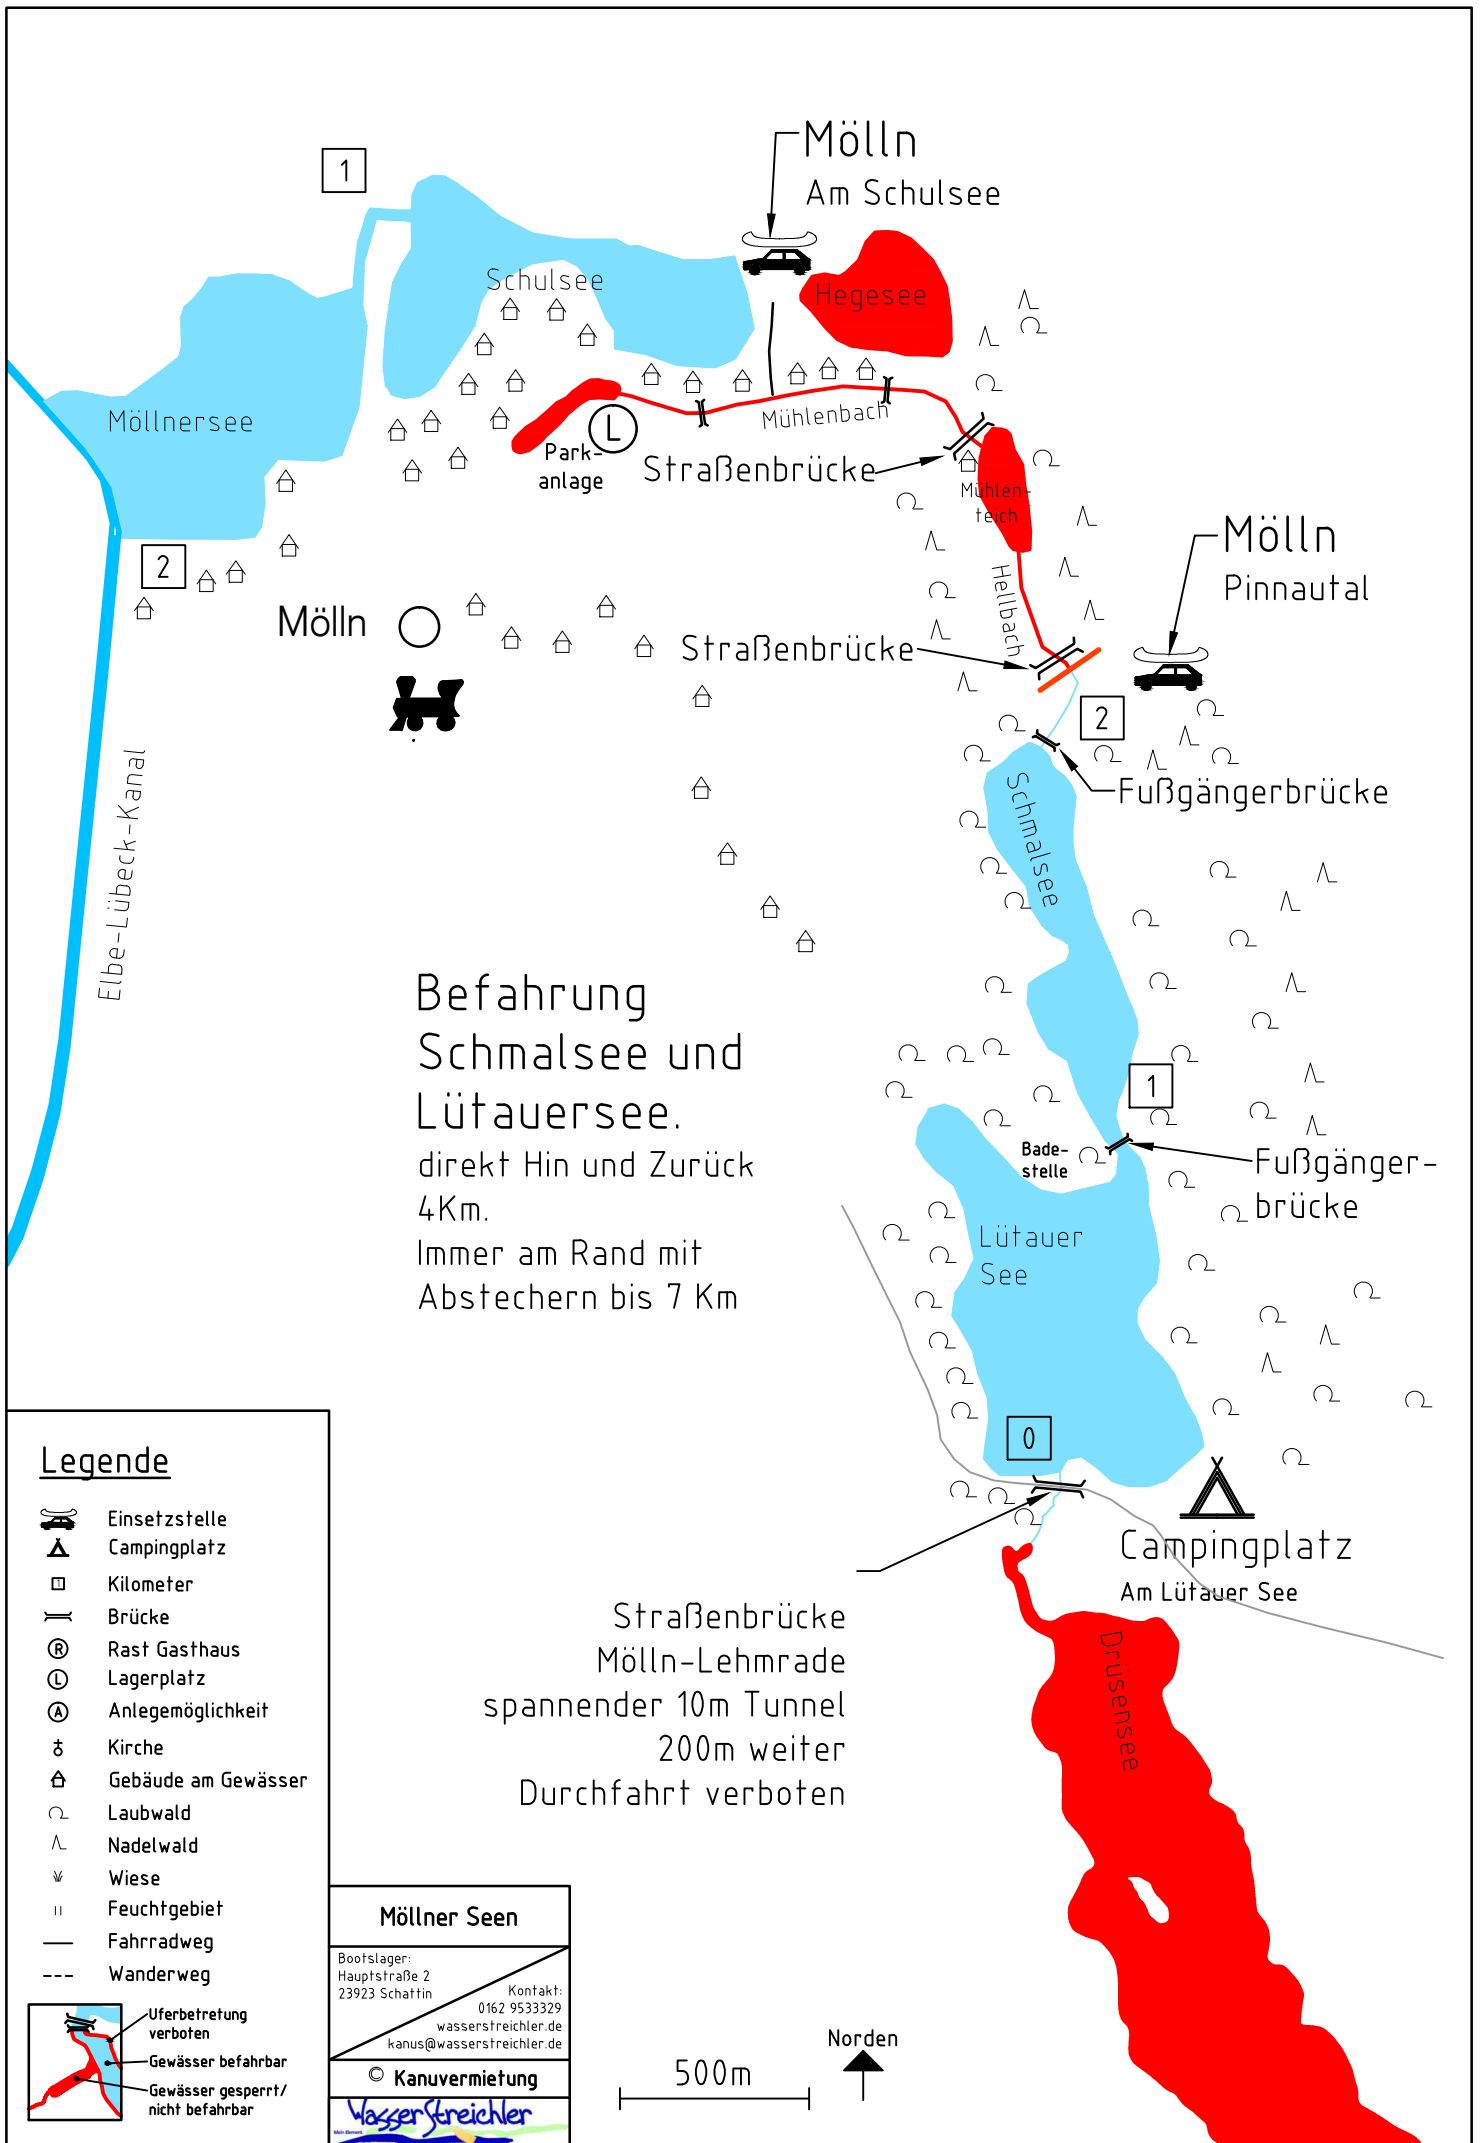 1
Mölln
Am Schulsee
Schulsee
Hegesee
Möllnersee
Mühlenbach
L
Park-
anlage
Straßenbrücke
Mühlen-
teich
Mölln
Pinnautal
2
Hellbach
Mölln
Straßenbrücke
2
Fußgängerbrücke
Schmalsee
Elbe-Lübeck-Kanal
Befahrung
Schmalsee und
Lütauersee.
direkt Hin und Zurück
4Km.
Immer am Rand mit
Abstechern bis 7 Km
1
Bade-
stelle
Fußgänger-
brücke
Lütauer
See
0
Campingplatz
Am Lütauer See
Straßenbrücke
Mölln-Lehmrade
spannender 10m Tunnel
200m weiter
Durchfahrt verboten
Drüsensee
Legende
Einsetzstelle
Campingplatz
1 Kilometer
Brücke
R Rast Gasthaus
L Lagerplatz
A Anlegemöglichkeit
Kirche
Gebäude am Gewässer
Laubwald
Nadelwald
Wiese
Feuchtgebiet
Fahrradweg
Wanderweg
Uferbetretung
verboten
Gewässer befahrbar
Gewässer gesperrt/
nicht befahrbar
Möllner Seen
Bootslager:
Hauptstraße 2
23923 Schattin
Kontakt:
0162 9533329
wasserstreichler.de
kanus@wasserstreichler.de
© Kanuvermietung
WasserStreichler
Mein Element.
500m
Norden